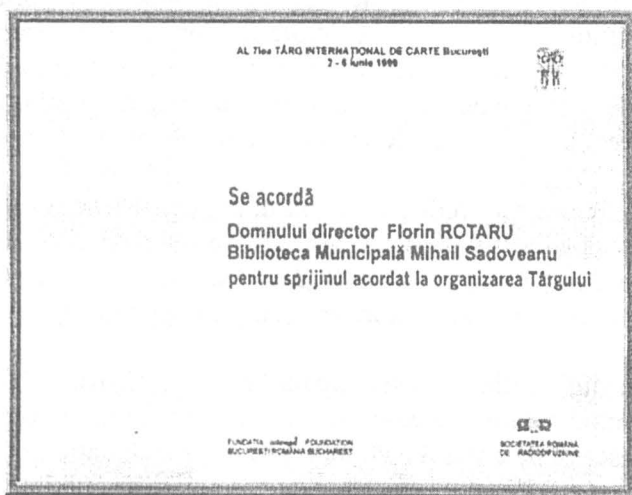 AL 7lea TÂRG INTERNAȚIONAL DE CARTE București
2 - 6 iunie 1999
Se acordă
Domnului director Florin ROTARU
Biblioteca Municipală Mihail Sadoveanu
pentru sprijinul acordat la organizarea Târgului
FUNDAȚIA FOUNDATION
BUCUREȘTI ROMÂNIA BUCHAREST
SOCIETATEA ROMÂNĂ
DE RADIODIFUZIUNE